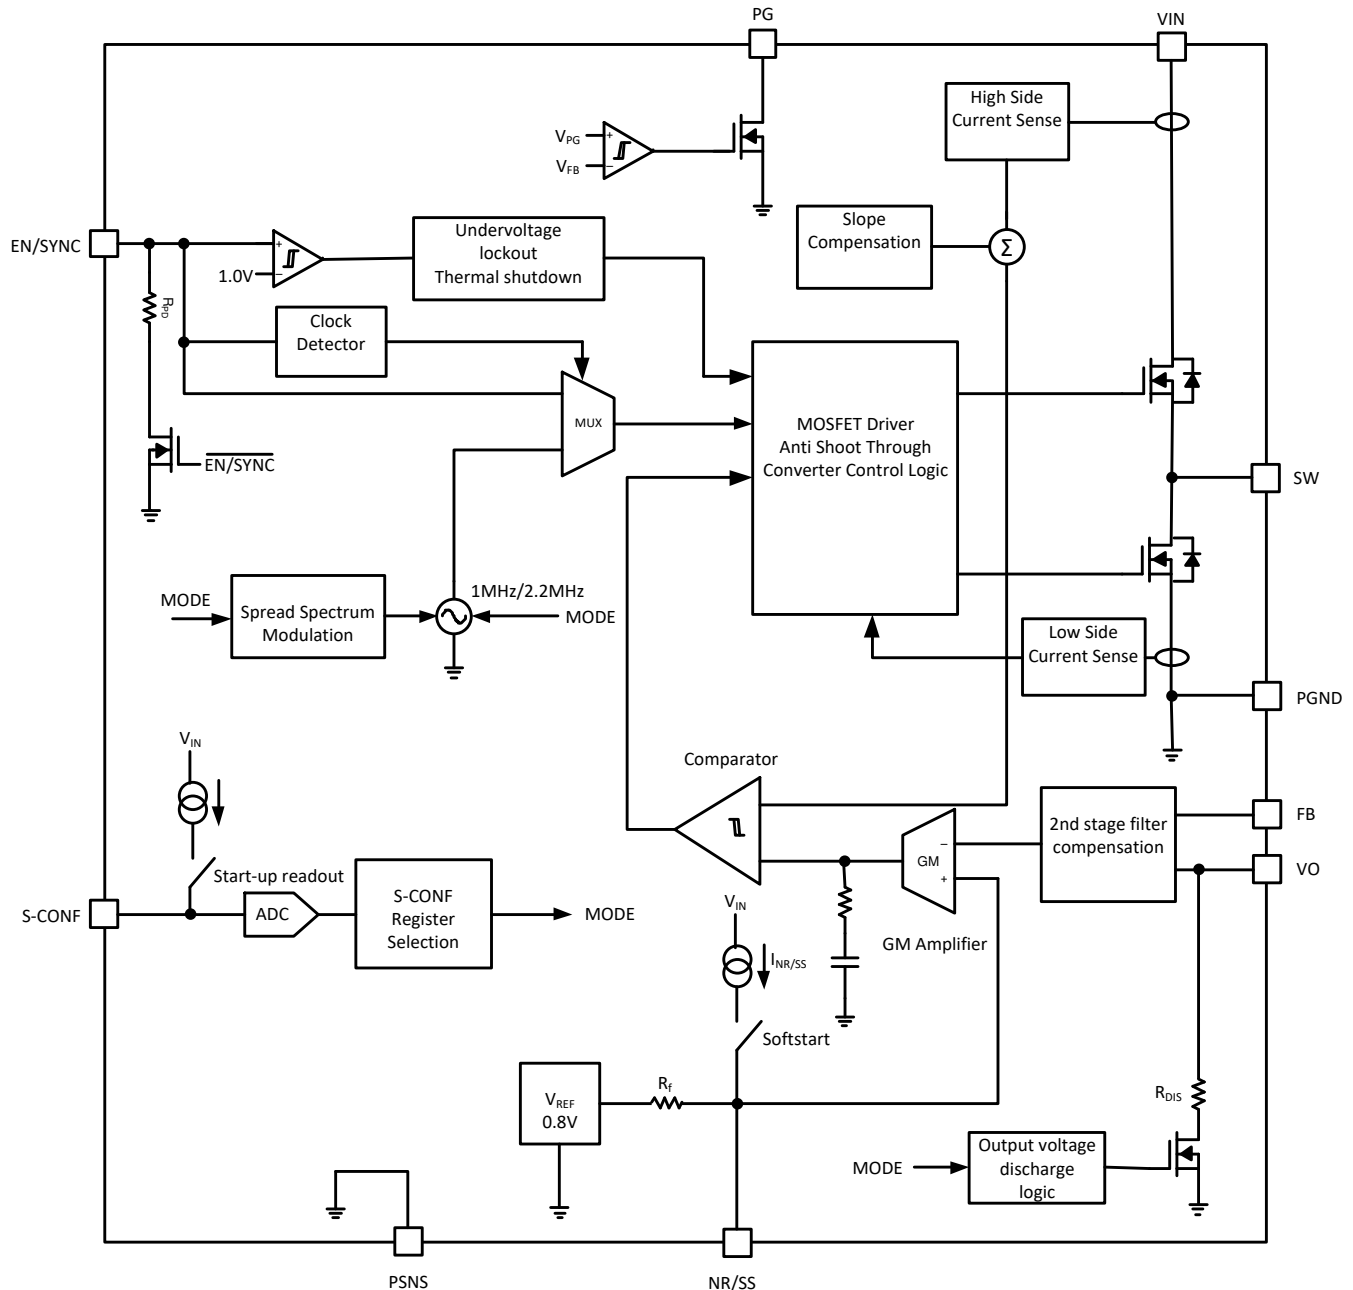 PG
VIN
High Side
Current Sense
VPG
+
VFB
−
Slope
Compensation
Σ
EN/SYNC
+
1.0V
−
Undervoltage
lockout
Thermal shutdown
RPD
Clock
Detector
MUX
MOSFET Driver
Anti Shoot Through
Converter Control Logic
EN/SYNC
SW
MODE
Spread Spectrum
Modulation
1MHz/2.2MHz
MODE
Low Side
Current Sense
PGND
VIN
Comparator
2nd stage filter
compensation
FB
VO
GM
−
+
Start-up readout
S-CONF
ADC
S-CONF
Register
Selection
MODE
VIN
INR/SS
GM Amplifier
Softstart
VREF
0.8V
Rf
RDIS
MODE
Output voltage
discharge
logic
PSNS
NR/SS